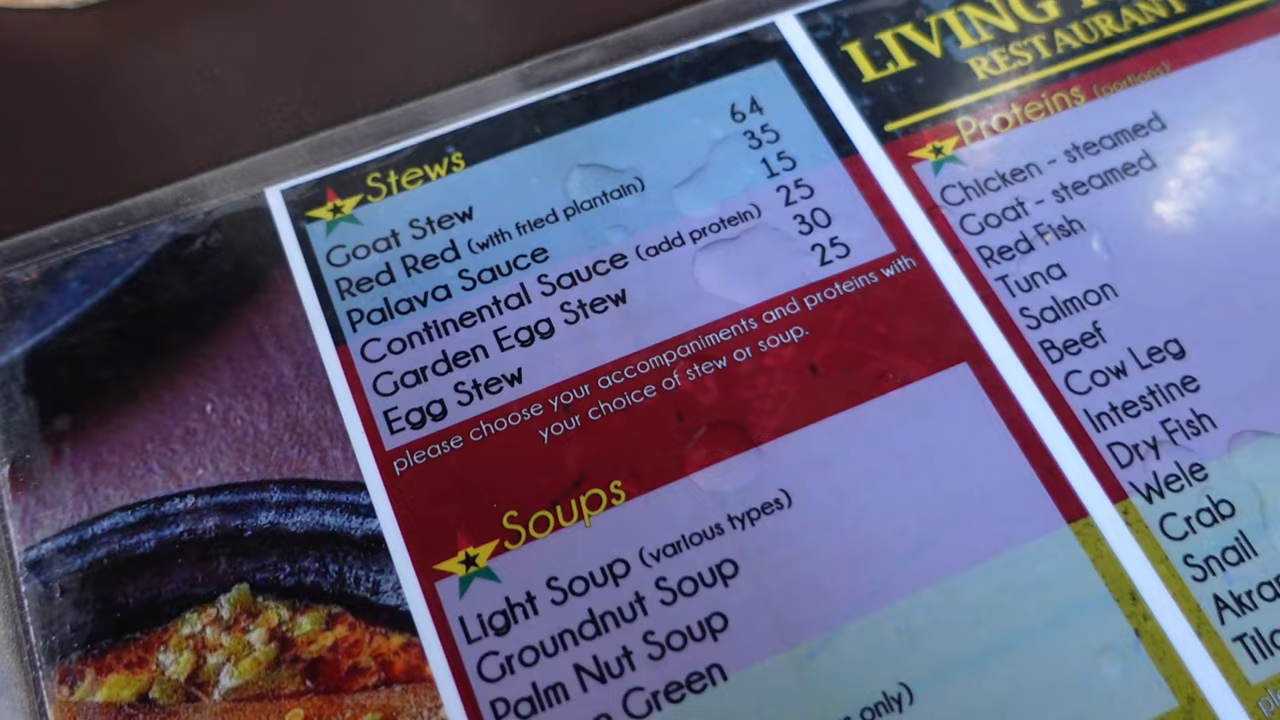 Stews
Goat Stew 64
Red Red (with fried plantain) 35
Palava Sauce 15
Continental Sauce (add protein) 25
Garden Egg Stew 30
Egg Stew 25
please choose your accompaniments and proteins with
your choice of stew or soup.
Soups
Light Soup (various types)
Groundnut Soup
Palm Nut Soup
Green
only)
LIVING
RESTAURANT
Proteins (portions)
Chicken - steamed
Goat - steamed
Red Fish
Tuna
Salmon
Beef
Cow Leg
Intestine
Dry Fish
Wele
Crab
Snail